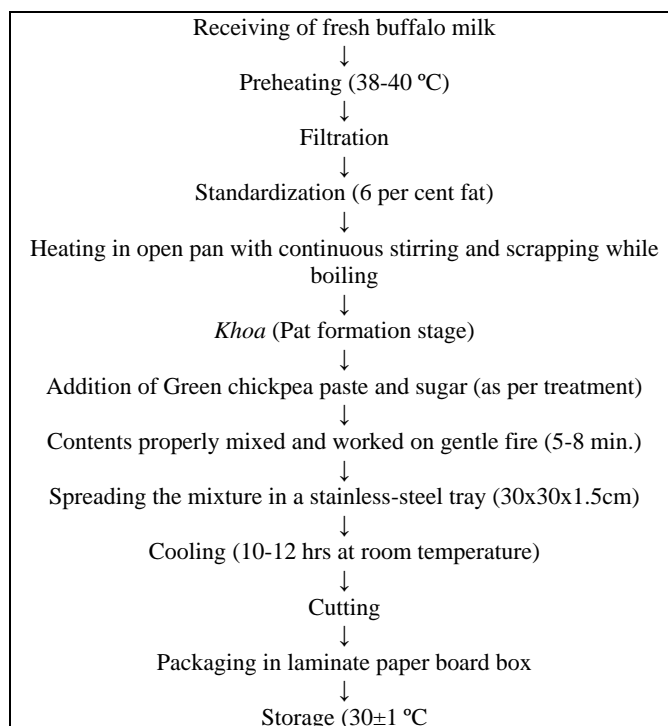 Receiving of fresh buffalo milk
↓
Preheating (38-40 ºC)
↓
Filtration
↓
Standardization (6 per cent fat)
↓
Heating in open pan with continuous stirring and scrapping while
boiling
↓
Khoa (Pat formation stage)
↓
Addition of Green chickpea paste and sugar (as per treatment)
↓
Contents properly mixed and worked on gentle fire (5-8 min.)
↓
Spreading the mixture in a stainless-steel tray (30x30x1.5cm)
↓
Cooling (10-12 hrs at room temperature)
↓
Cutting
↓
Packaging in laminate paper board box
↓
Storage (30±1 ºC